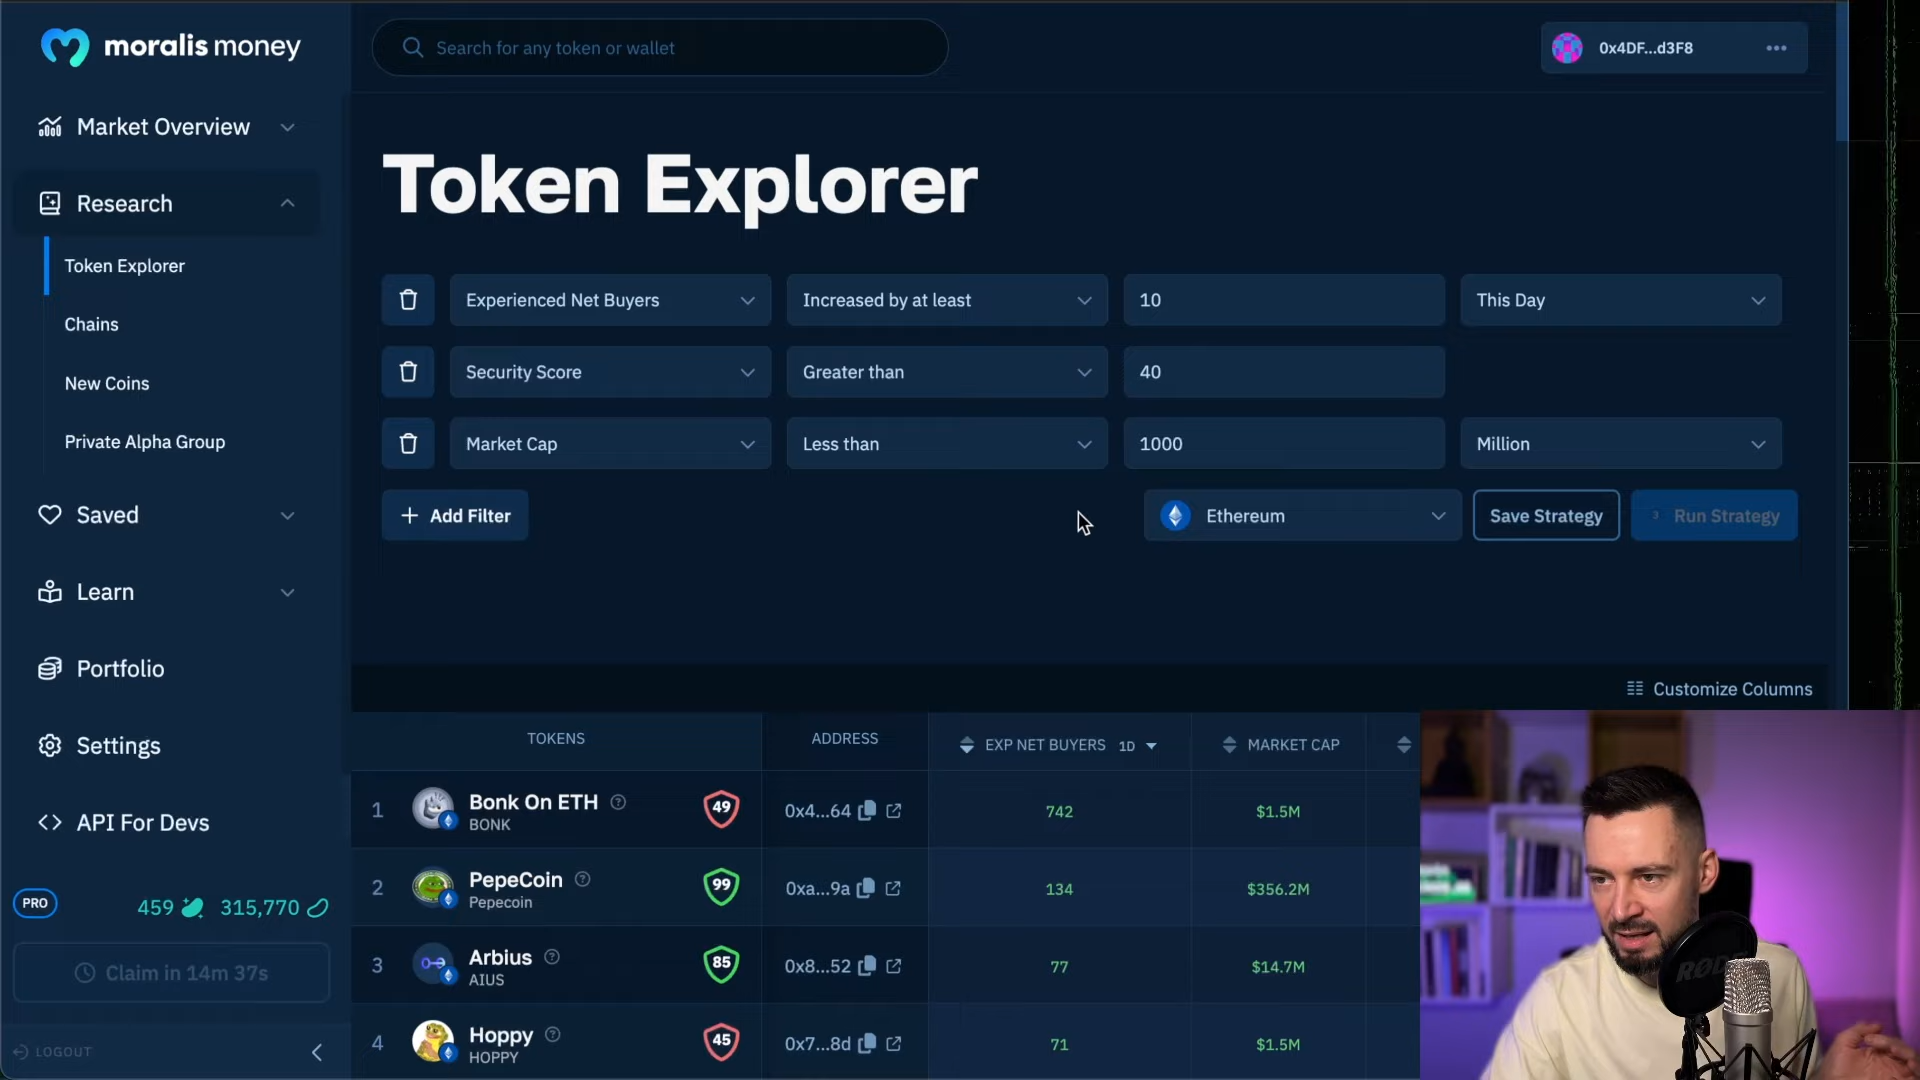 moralis money
Search for any token or wallet
0x4DF...d3F8
Market Overview
Research
Token Explorer
Chains
New Coins
Private Alpha Group
Saved
Learn
Portfolio
Settings
API For Devs
PRO
459
315,770
Claim in 14m 37s
LOGOUT
Token Explorer
Experienced Net Buyers
Increased by at least
10
This Day
Security Score
Greater than
40
Market Cap
Less than
1000
Million
+ Add Filter
Ethereum
Save Strategy
3 Run Strategy
Customize Columns
TOKENS
ADDRESS
EXP NET BUYERS 1D
MARKET CAP
1
Bonk On ETH
BONK
49
0x4...64
742
$1.5M
2
PepeCoin
Pepecoin
99
0xa...9a
134
$356.2M
3
Arbius
AIUS
85
0x8...52
77
$14.7M
4
Hoppy
HOPPY
45
0x7...8d
71
$1.5M
RØDE